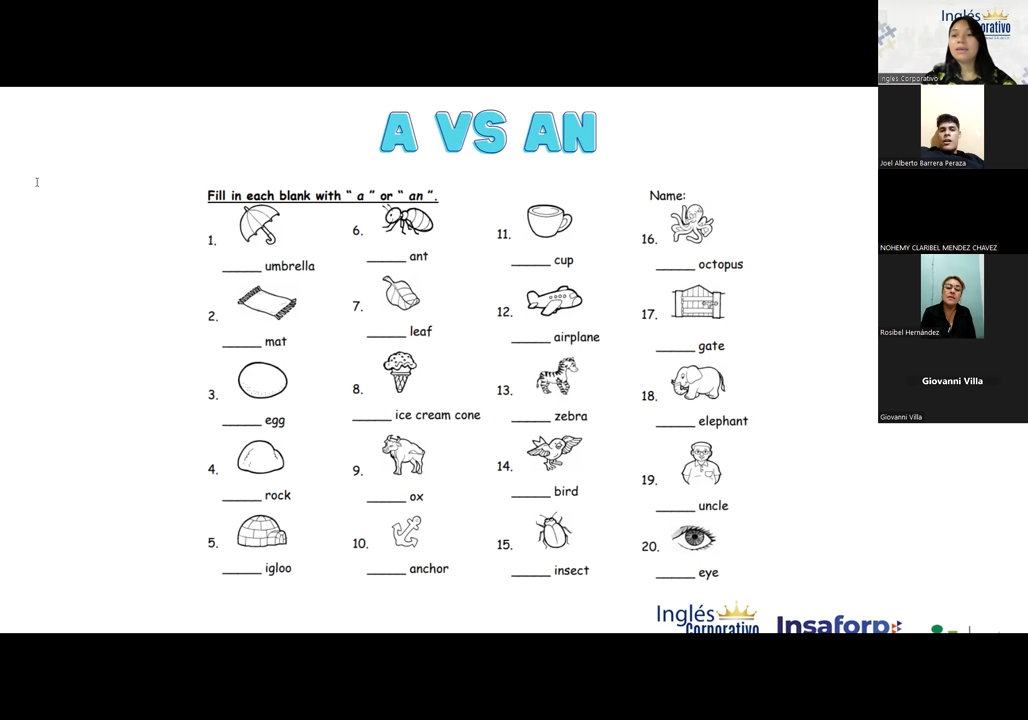 A VS AN
Fill in each blank with “ a ” or “ an ”.
Name:
1.
______ umbrella
2.
______ mat
3.
______ egg
4.
______ rock
5.
______ igloo
6.
______ ant
7.
______ leaf
8.
______ ice cream cone
9.
______ ox
10.
______ anchor
11.
______ cup
12.
______ airplane
13.
______ zebra
14.
______ bird
15.
______ insect
16.
______ octopus
17.
______ gate
18.
______ elephant
19.
______ uncle
20.
______ eye
Inglés
Corporativo
Insaforp
Inglés
orativo
Ingles Corporativo
Joel Alberto Barrera Peraza
NOHEMY CLARIBEL MENDEZ CHAVEZ
Rosibel Hernández
Giovanni Villa
Giovanni Villa